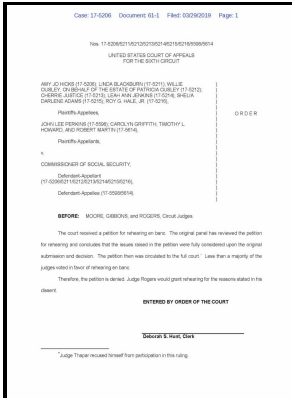 Case: 17-5206 Document: 61-1 Filed: 03/29/2019 Page: 1
Nos. 17-5206/5211/5212/5213/5214/5215/5216/5598/5614
UNITED STATES COURT OF APPEALS
FOR THE SIXTH CIRCUIT
AMY JO HICKS (17-5206); LINDA BLACKBURN (17-5211); WILLIE
CUSLEY, ON BEHALF OF THE ESTATE OF PATRICIA CUSLEY (17-5212);
CHERRIE JUSTICE (17-5213); LEAH ANN JENKINS (17-5214); SHELIA
DARLENE ADAMS (17-5215), ROY G. HALE, JR. (17-5216),
Plaintiffs-Appellees,
O R D E R
JOHN LEE PERKINS (17-5598); CAROLYN GRIFFITH, TIMOTHY L.
HOWARD, AND ROBERT MARTIN (17-5614),
Plaintiffs-Appellants,
v.
COMMISSIONER OF SOCIAL SECURITY,
Defendant-Appellant
(17-5206/5211/5212/5213/5214/5215/5216),
Defendant-Appellee (17-5598/5614).
BEFORE: MOORE, GIBBONS, and ROGERS, Circuit Judges.
The court received a petition for rehearing en banc. The original panel has reviewed the petition
for rehearing and concludes that the issues raised in the petition were fully considered upon the original
submission and decision. The petition then was circulated to the full court.* Less than a majority of the
judges voted in favor of rehearing en banc.
Therefore, the petition is denied. Judge Rogers would grant rehearing for the reasons stated in his
dissent.
ENTERED BY ORDER OF THE COURT
Deborah S. Hunt, Clerk
*Judge Thapar recused himself from participation in this ruling.